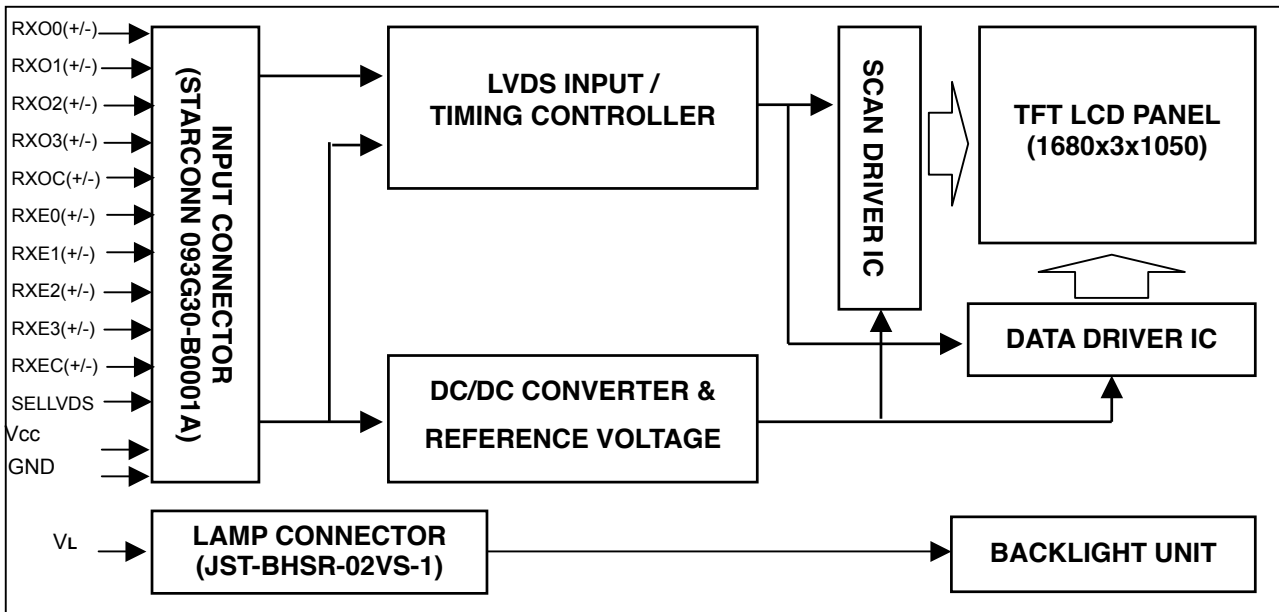 RXO0(+/-)
RXO1(+/-)
RXO2(+/-)
RXO3(+/-)
RXOC(+/-)
RXE0(+/-)
RXE1(+/-)
RXE2(+/-)
RXE3(+/-)
RXEC(+/-)
SELLVDS
Vcc
GND
VL
INPUT CONNECTOR
(STARCONN 093G30-B0001A)
LVDS INPUT /
TIMING CONTROLLER
SCAN DRIVER IC
TFT LCD PANEL
(1680x3x1050)
DATA DRIVER IC
DC/DC CONVERTER &
REFERENCE VOLTAGE
LAMP CONNECTOR
(JST-BHSR-02VS-1)
BACKLIGHT UNIT